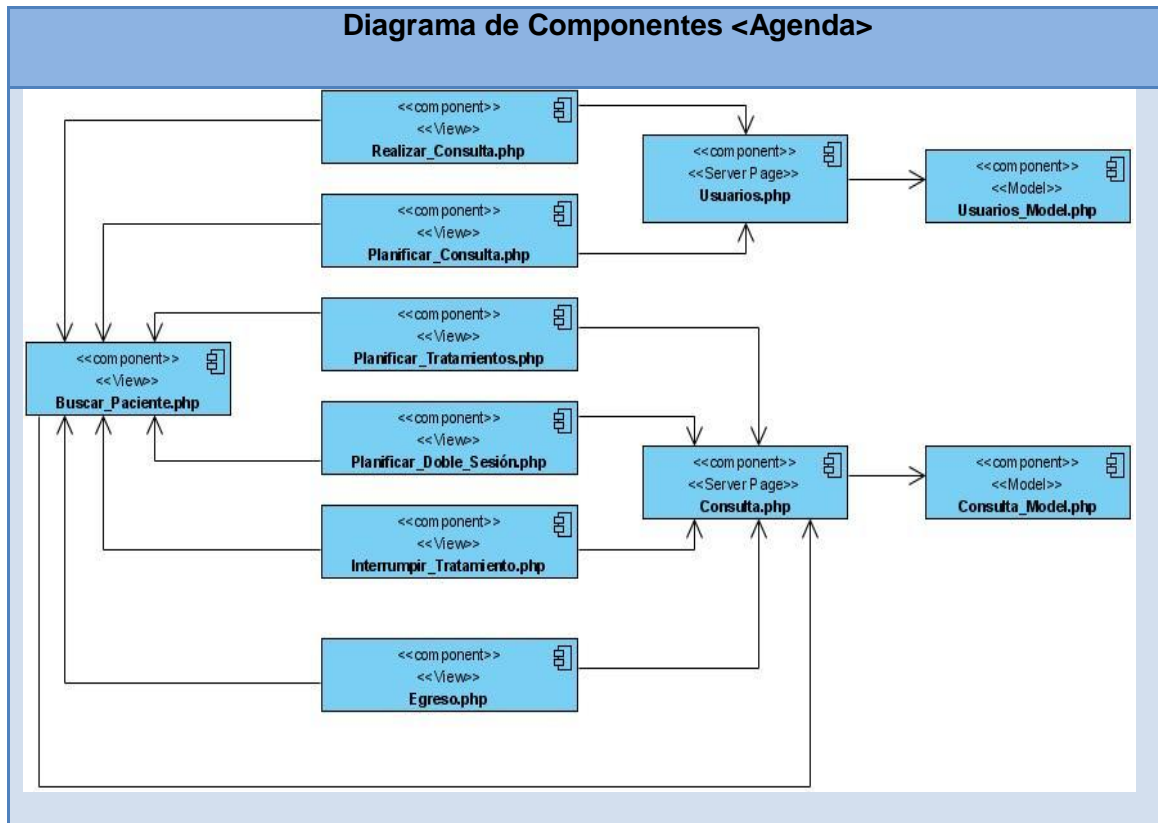 Diagrama de Componentes <Agenda>
<<component>>
<<View>>
Realizar_Consulta.php
<<component>>
<<Server Page>>
Usuarios.php
<<component>>
<<Model>>
Usuarios_Model.php
<<component>>
<<View>>
Planificar_Consulta.php
<<component>>
<<View>>
Planificar_Tratamientos.php
<<component>>
<<View>>
Buscar_Paciente.php
<<component>>
<<View>>
Planificar_Doble_Sesión.php
<<component>>
<<Server Page>>
Consulta.php
<<component>>
<<Model>>
Consulta_Model.php
<<component>>
<<View>>
Interrumpir_Tratamiento.php
<<component>>
<<View>>
Egreso.php